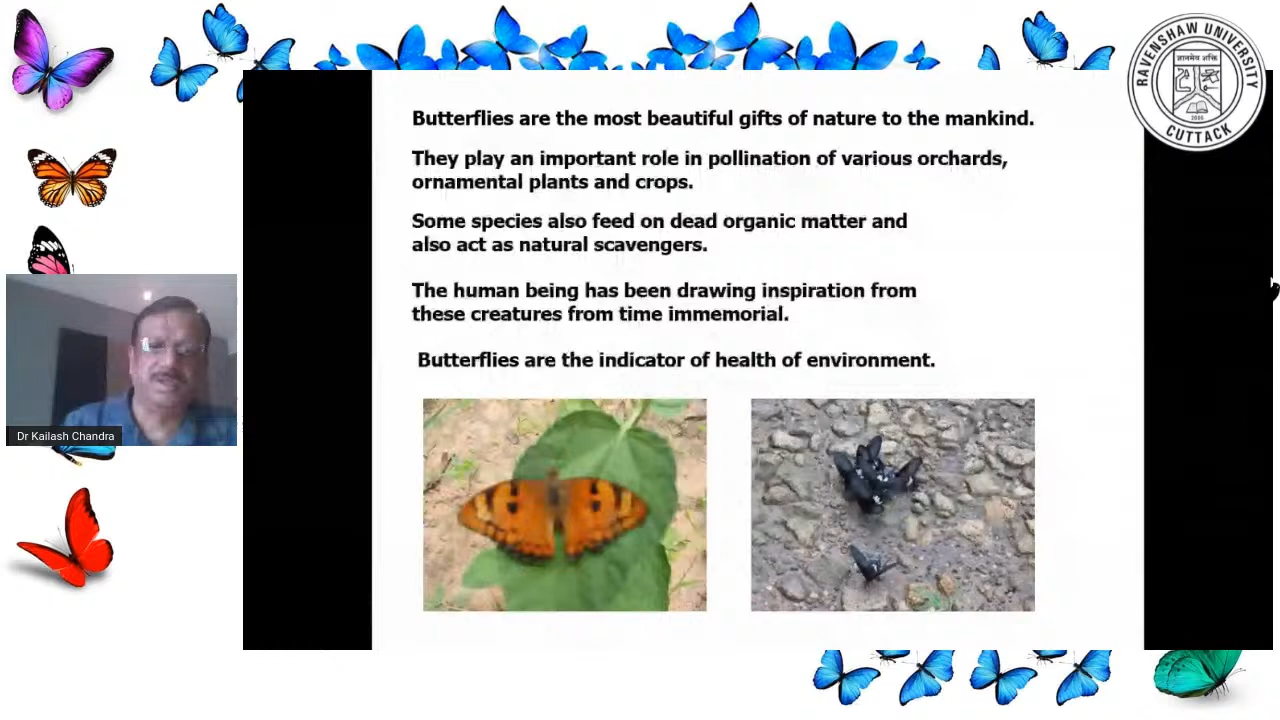 Butterflies are the most beautiful gifts of nature to the mankind.
They play an important role in pollination of various orchards,
ornamental plants and crops.
Some species also feed on dead organic matter and
also act as natural scavengers.
The human being has been drawing inspiration from
these creatures from time immemorial.
Butterflies are the indicator of health of environment.
Dr Kailash Chandra
RAVENSHAW UNIVERSITY
ज्ञानमेव शक्ति
2006
CUTTACK